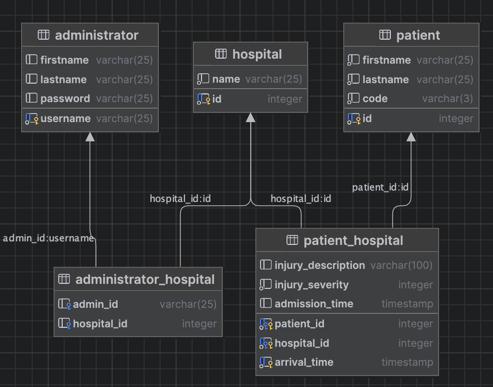 administrator
firstname varchar(25)
lastname varchar(25)
password varchar(25)
username varchar(25)
hospital
name varchar(25)
id integer
patient
firstname varchar(25)
lastname varchar(25)
code varchar(3)
id integer
patient_id:id
hospital_id:id
hospital_id:id
admin_id:username
administrator_hospital
admin_id varchar(25)
hospital_id integer
patient_hospital
injury_description varchar(100)
injury_severity integer
admission_time timestamp
patient_id integer
hospital_id integer
arrival_time timestamp